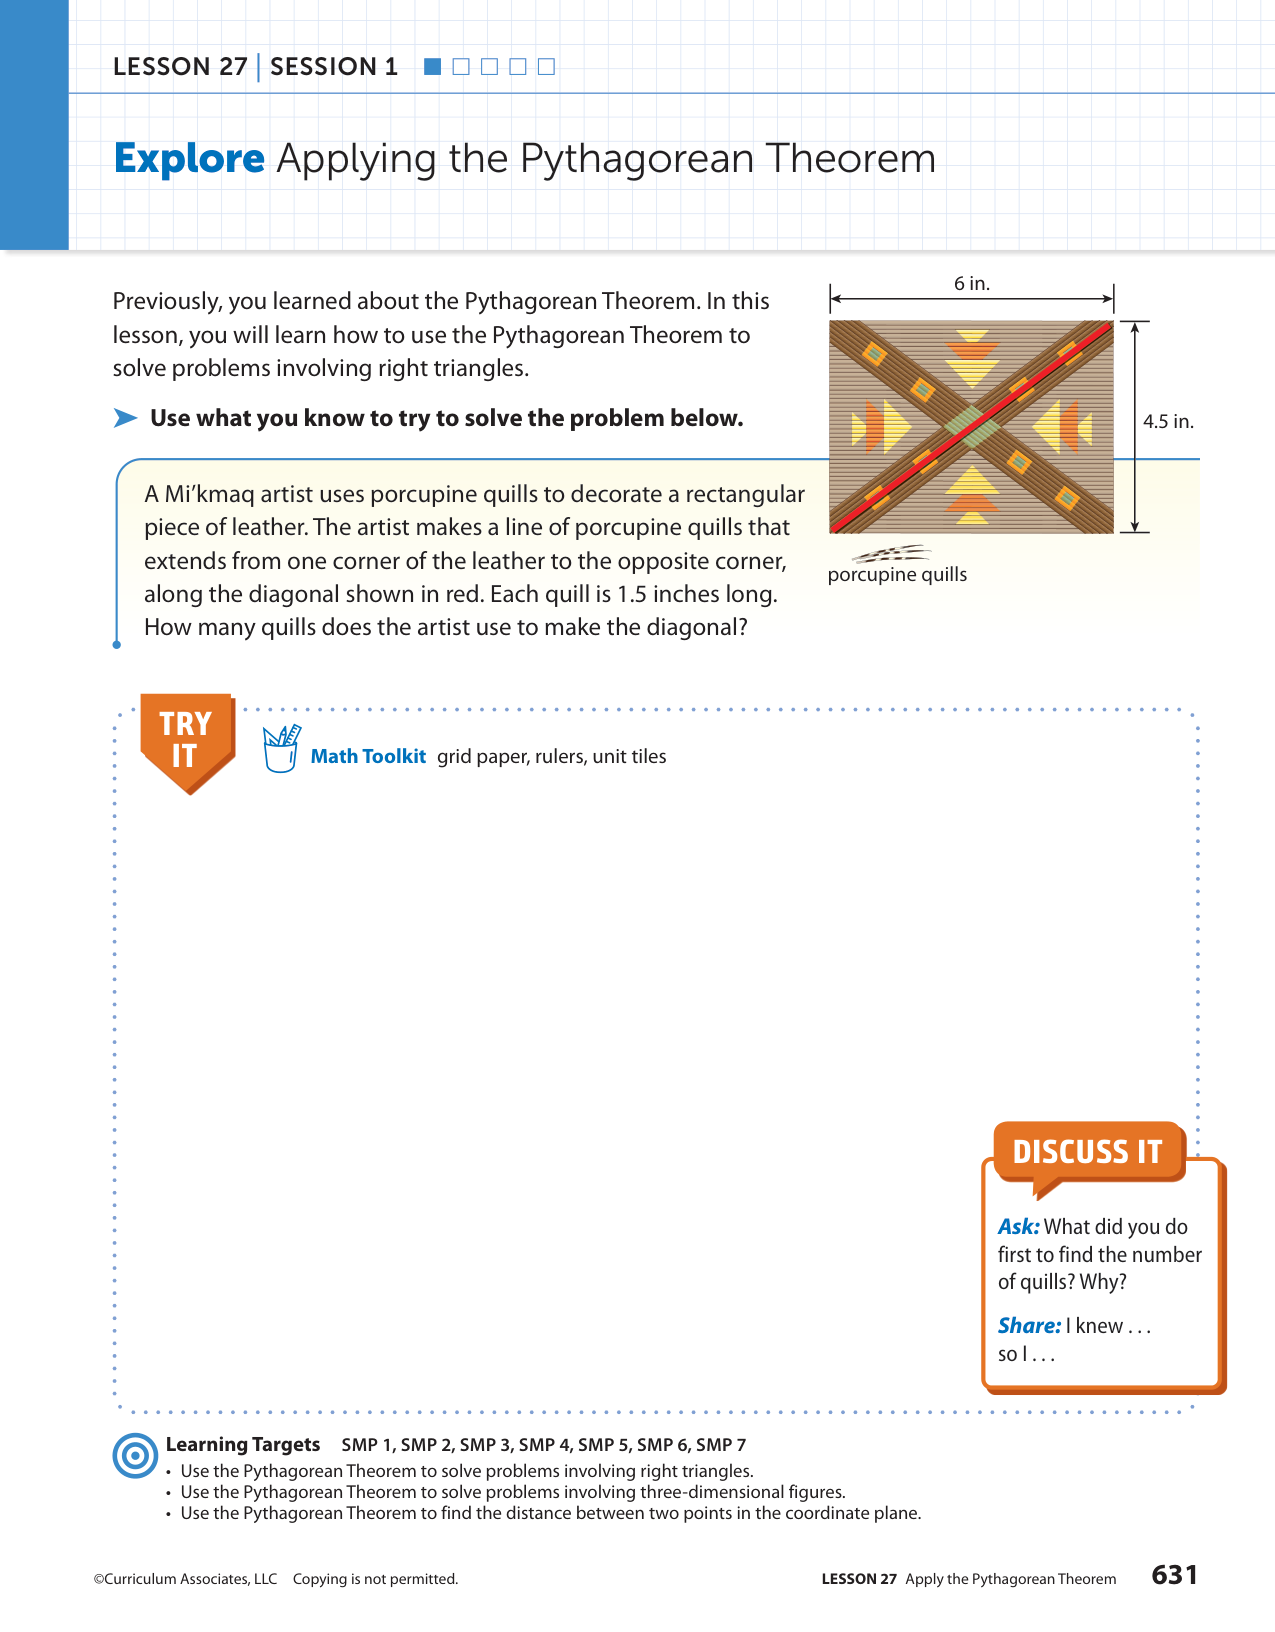 LESSON 27 | SESSION 1
Explore Applying the Pythagorean Theorem
Previously, you learned about the Pythagorean Theorem. In this
lesson, you will learn how to use the Pythagorean Theorem to
solve problems involving right triangles.
Use what you know to try to solve the problem below.
6 in.
4.5 in.
porcupine quills
A Mi’kmaq artist uses porcupine quills to decorate a rectangular
piece of leather. The artist makes a line of porcupine quills that
extends from one corner of the leather to the opposite corner,
along the diagonal shown in red. Each quill is 1.5 inches long.
How many quills does the artist use to make the diagonal?
TRY
IT
Math Toolkit grid paper, rulers, unit tiles
DISCUSS IT
Ask: What did you do
first to find the number
of quills? Why?
Share: I knew . . .
so I . . .
Learning Targets SMP 1, SMP 2, SMP 3, SMP 4, SMP 5, SMP 6, SMP 7
• Use the Pythagorean Theorem to solve problems involving right triangles.
• Use the Pythagorean Theorem to solve problems involving three-dimensional figures.
• Use the Pythagorean Theorem to find the distance between two points in the coordinate plane.
©Curriculum Associates, LLC Copying is not permitted.
LESSON 27 Apply the Pythagorean Theorem 631